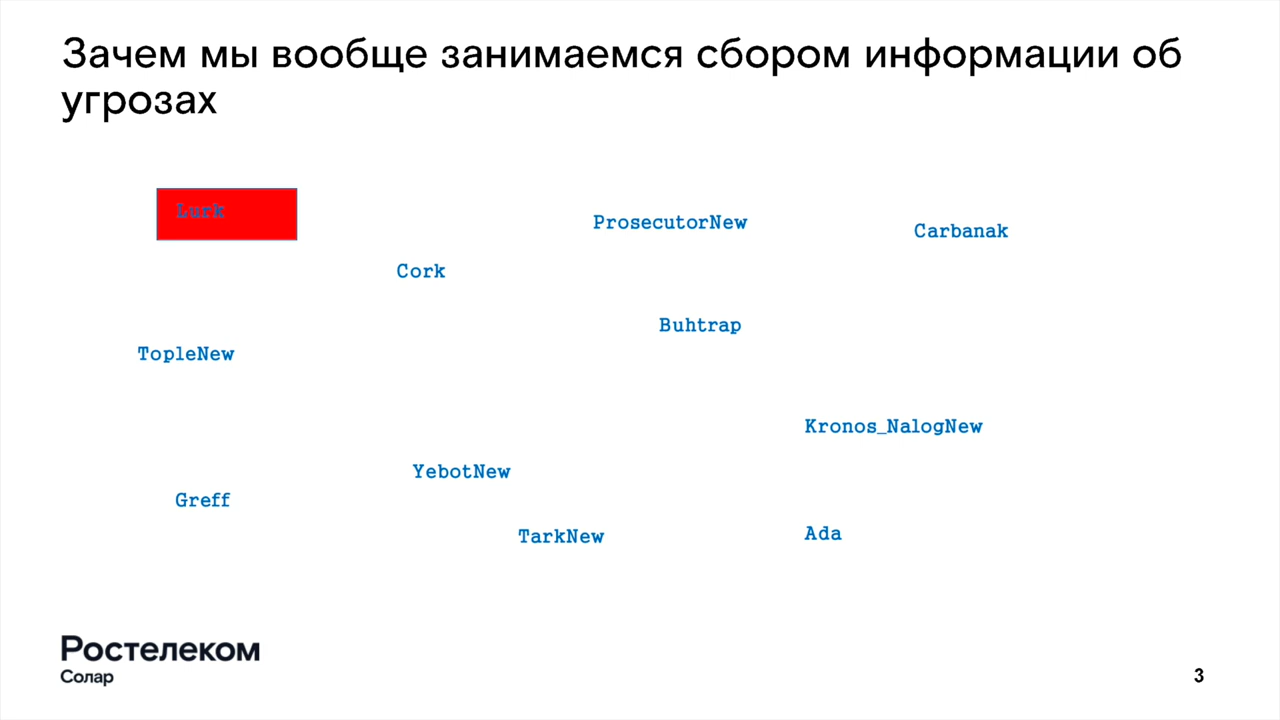 Зачем мы вообще занимаемся сбором информации об
угрозах
Lurk
ProsecutorNew
Carbanak
Cork
Buhtrap
TopleNew
Kronos_NalogNew
YebotNew
Greff
TarkNew
Ada
Ростелеком
Солар
3